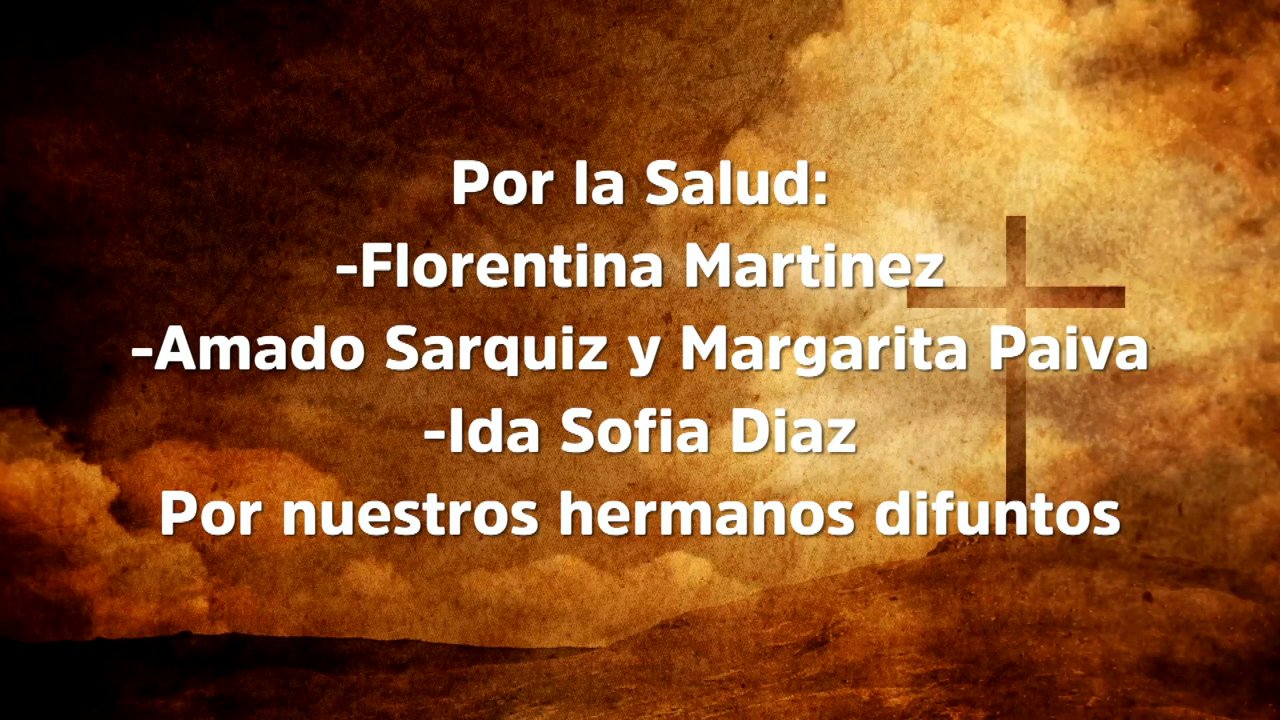 Por la Salud:
-Florentina Martinez
-Amado Sarquiz y Margarita Paiva
-Ida Sofia Diaz
Por nuestros hermanos difuntos